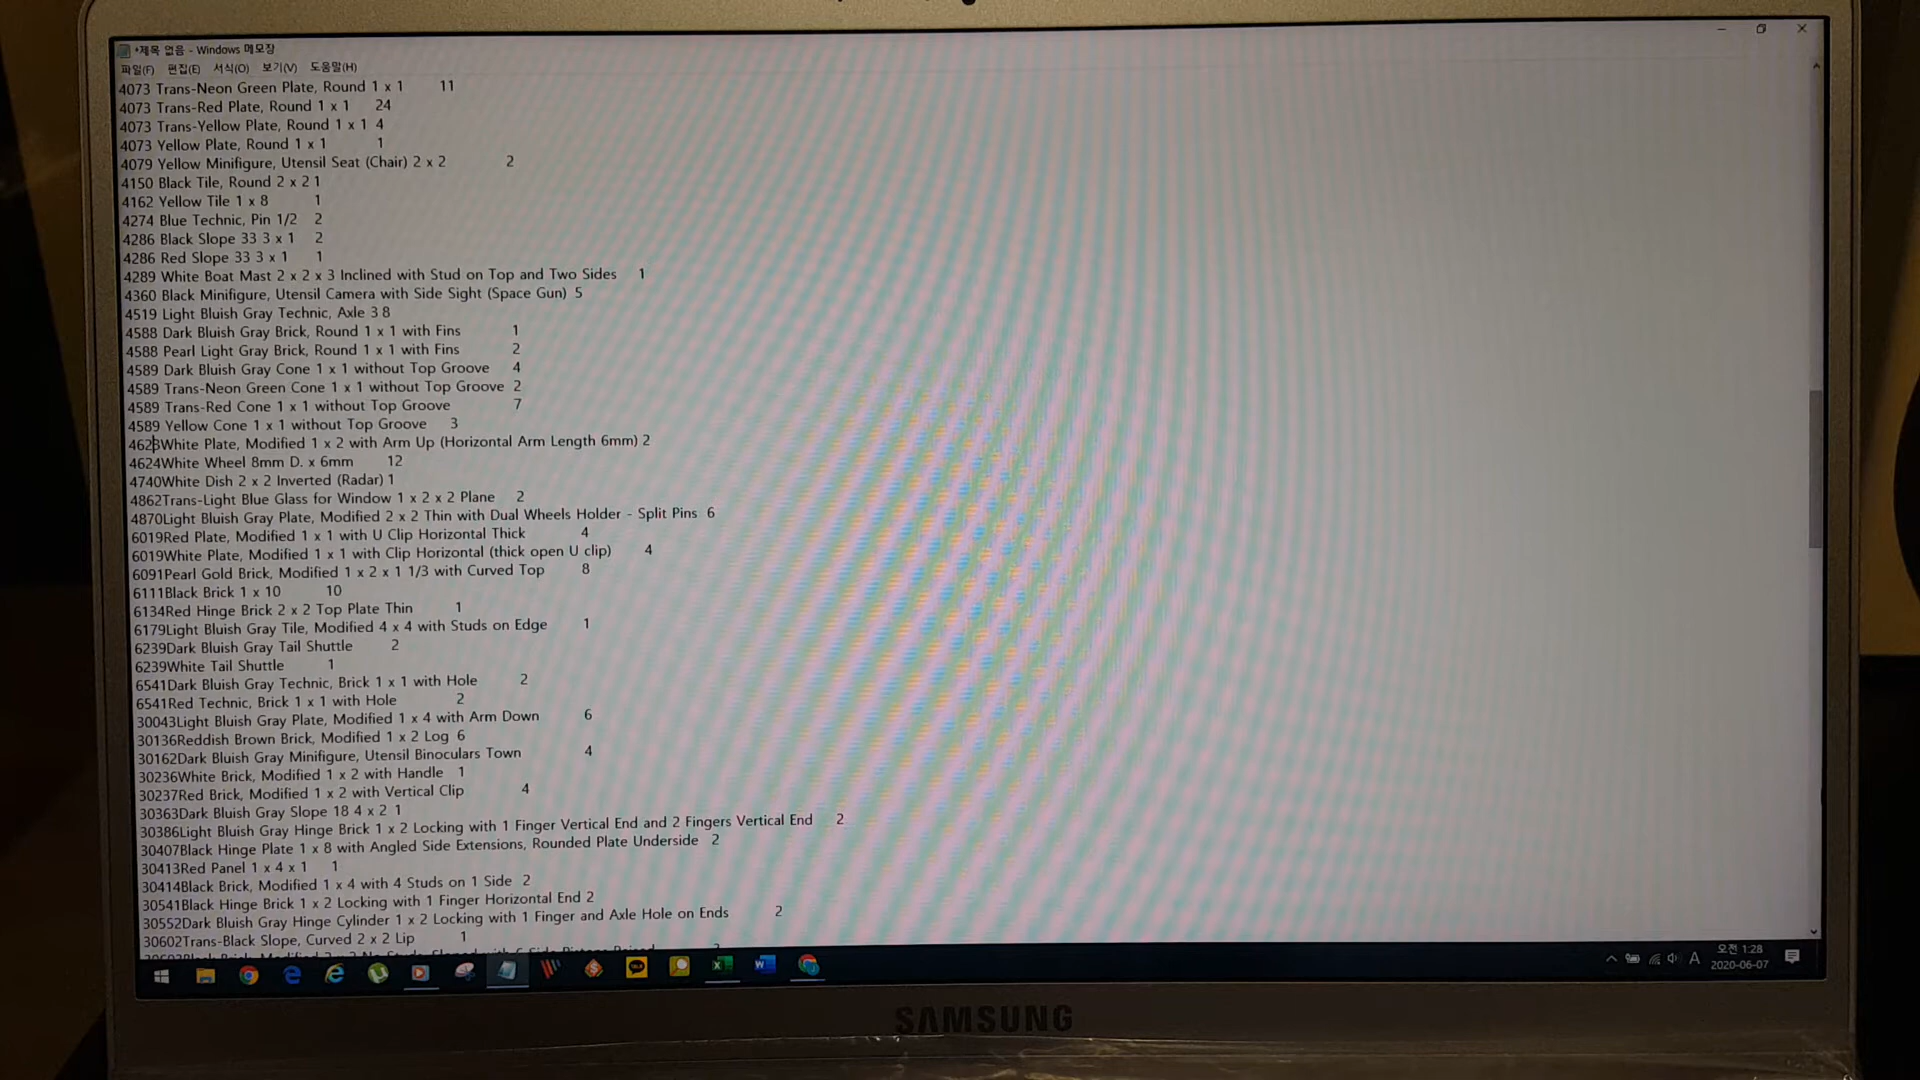 *제목 없음 - Windows 메모장
파일(F) 편집(E) 서식(O) 보기(V) 도움말(H)
4073 Trans-Neon Green Plate, Round 1 x 1 11
4073 Trans-Red Plate, Round 1 x 1 24
4073 Trans-Yellow Plate, Round 1 x 1 4
4073 Yellow Plate, Round 1 x 1 1
4079 Yellow Minifigure, Utensil Seat (Chair) 2 x 2 2
4150 Black Tile, Round 2 x 2 1
4162 Yellow Tile 1 x 8 1
4274 Blue Technic, Pin 1/2 2
4286 Black Slope 33 3 x 1 2
4286 Red Slope 33 3 x 1 1
4289 White Boat Mast 2 x 2 x 3 Inclined with Stud on Top and Two Sides 1
4360 Black Minifigure, Utensil Camera with Side Sight (Space Gun) 5
4519 Light Bluish Gray Technic, Axle 3 8
4588 Dark Bluish Gray Brick, Round 1 x 1 with Fins 1
4588 Pearl Light Gray Brick, Round 1 x 1 with Fins 2
4589 Dark Bluish Gray Cone 1 x 1 without Top Groove 4
4589 Trans-Neon Green Cone 1 x 1 without Top Groove 2
4589 Trans-Red Cone 1 x 1 without Top Groove 7
4589 Yellow Cone 1 x 1 without Top Groove 3
4623White Plate, Modified 1 x 2 with Arm Up (Horizontal Arm Length 6mm) 2
4624White Wheel 8mm D. x 6mm 12
4740White Dish 2 x 2 Inverted (Radar) 1
4862Trans-Light Blue Glass for Window 1 x 2 x 2 Plane 2
4870Light Bluish Gray Plate, Modified 2 x 2 Thin with Dual Wheels Holder - Split Pins 6
6019Red Plate, Modified 1 x 1 with U Clip Horizontal Thick 4
6019White Plate, Modified 1 x 1 with Clip Horizontal (thick open U clip) 4
6091Pearl Gold Brick, Modified 1 x 2 x 1 1/3 with Curved Top 8
6111Black Brick 1 x 10 10
6134Red Hinge Brick 2 x 2 Top Plate Thin 1
6179Light Bluish Gray Tile, Modified 4 x 4 with Studs on Edge 1
6239Dark Bluish Gray Tail Shuttle 2
6239White Tail Shuttle 1
6541Dark Bluish Gray Technic, Brick 1 x 1 with Hole 2
6541Red Technic, Brick 1 x 1 with Hole 2
30043Light Bluish Gray Plate, Modified 1 x 4 with Arm Down 6
30136Reddish Brown Brick, Modified 1 x 2 Log 6
30162Dark Bluish Gray Minifigure, Utensil Binoculars Town 4
30236White Brick, Modified 1 x 2 with Handle 1
30237Red Brick, Modified 1 x 2 with Vertical Clip 4
30363Dark Bluish Gray Slope 18 4 x 2 1
30386Light Bluish Gray Hinge Brick 1 x 2 Locking with 1 Finger Vertical End and 2 Fingers Vertical End 2
30407Black Hinge Plate 1 x 8 with Angled Side Extensions, Rounded Plate Underside 2
30413Red Panel 1 x 4 x 1 1
30414Black Brick, Modified 1 x 4 with 4 Studs on 1 Side 2
30541Black Hinge Brick 1 x 2 Locking with 1 Finger Horizontal End 2
30552Dark Bluish Gray Hinge Cylinder 1 x 2 Locking with 1 Finger and Axle Hole on Ends 2
30602Trans-Black Slope, Curved 2 x 2 Lip 1
A
오전 1:28
2020-06-07
SAMSUNG